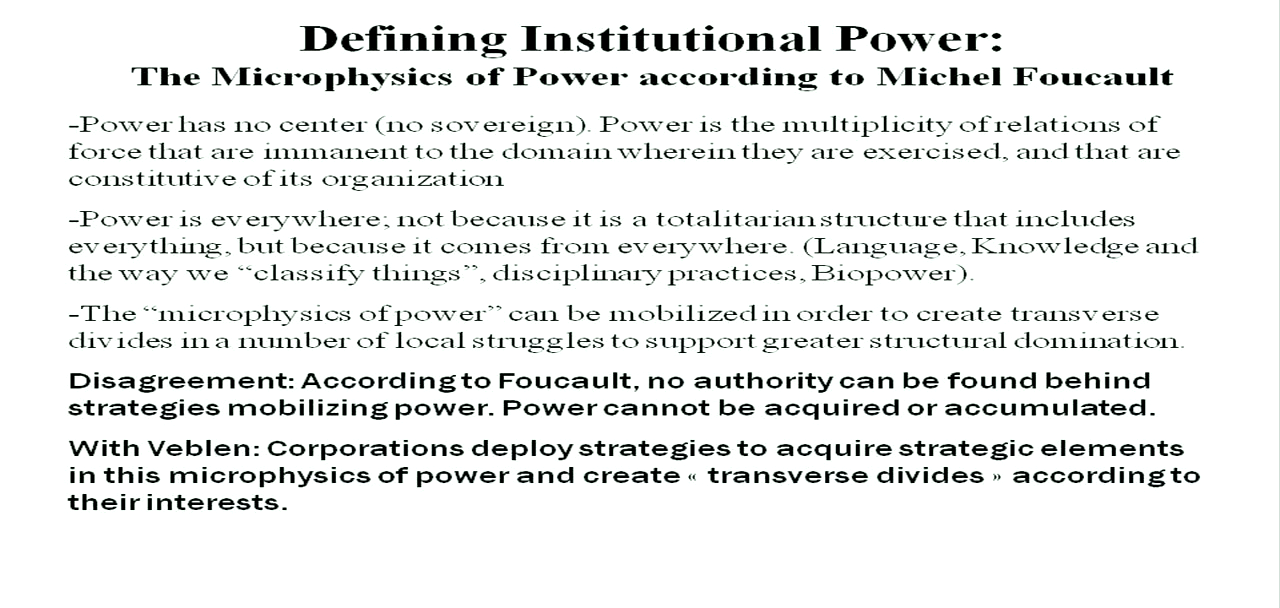 Defining Institutional Power:
The Microphysics of Power according to Michel Foucault
-Power has no center (no sovereign). Power is the multiplicity of relations of
force that are immanent to the domain wherein they are exercised, and that are
constitutive of its organization
-Power is everywhere; not because it is a totalitarian structure that includes
everything, but because it comes from everywhere. (Language, Knowledge and
the way we “classify things”, disciplinary practices, Biopower).
-The “microphysics of power” can be mobilized in order to create transverse
divides in a number of local struggles to support greater structural domination.
Disagreement: According to Foucault, no authority can be found behind
strategies mobilizing power. Power cannot be acquired or accumulated.
With Veblen: Corporations deploy strategies to acquire strategic elements
in this microphysics of power and create « transverse divides » according to
their interests.